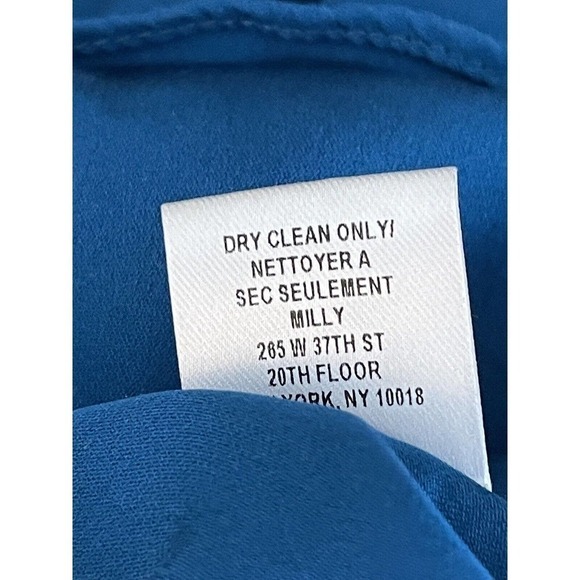 DRY CLEAN ONLY/
NETTOYER A
SEC SEULEMENT
MILLY
265 W 37TH ST
20TH FLOOR
YORK, NY 10018